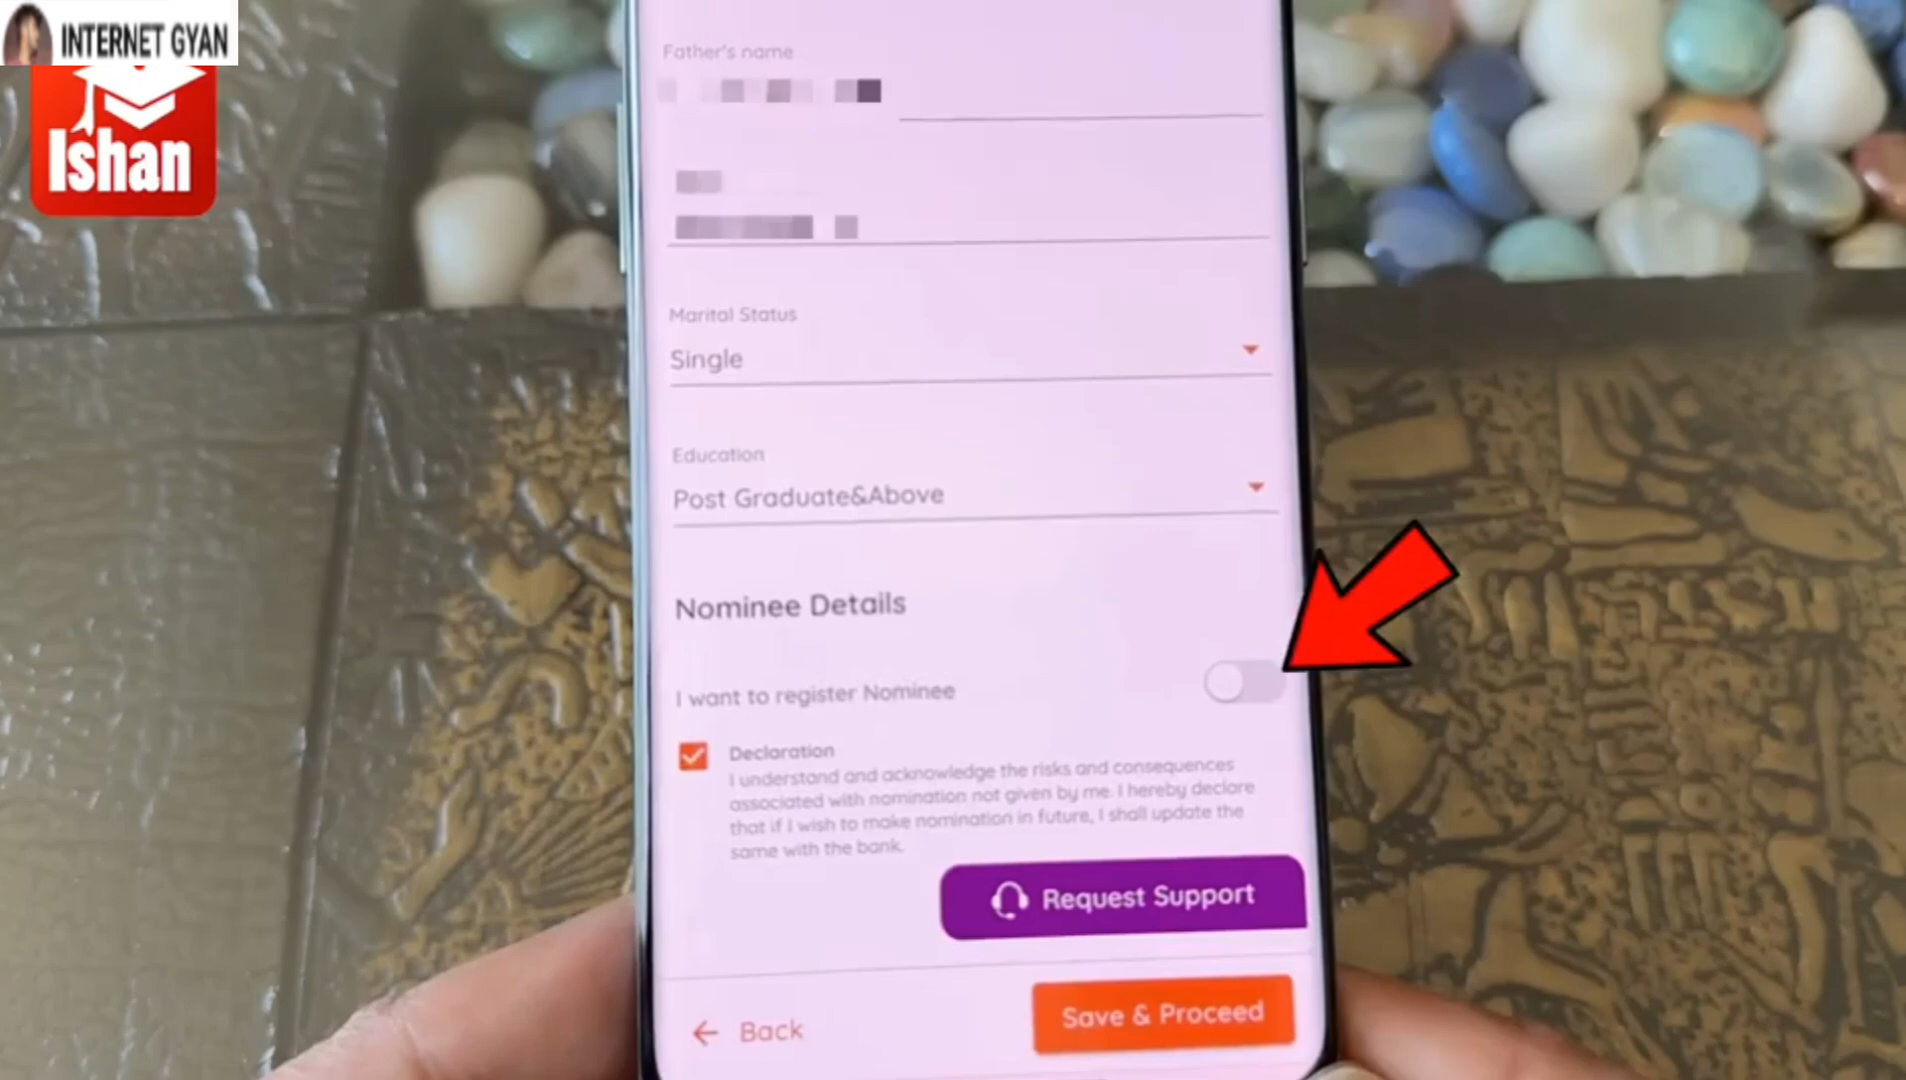 INTERNET GYAN
Ishan
Father's name
Marital Status
Single
Education
Post Graduate&Above
Nominee Details
I want to register Nominee
Declaration
I understand and acknowledge the risks and consequences
associated with nomination not given by me. I hereby declare
that if I wish to make nomination in future, I shall update the
same with the bank.
Request Support
Back
Save & Proceed